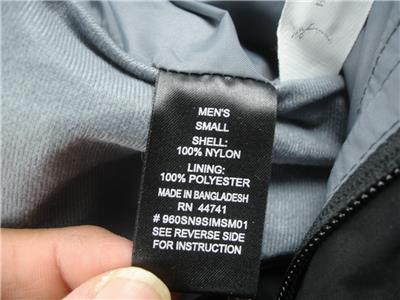 MEN'S
SMALL
SHELL:
100% NYLON
LINING:
100% POLYESTER
MADE IN BANGLADESH
RN 44741
# 960SN9SIMSM01
SEE REVERSE SIDE
FOR INSTRUCTION